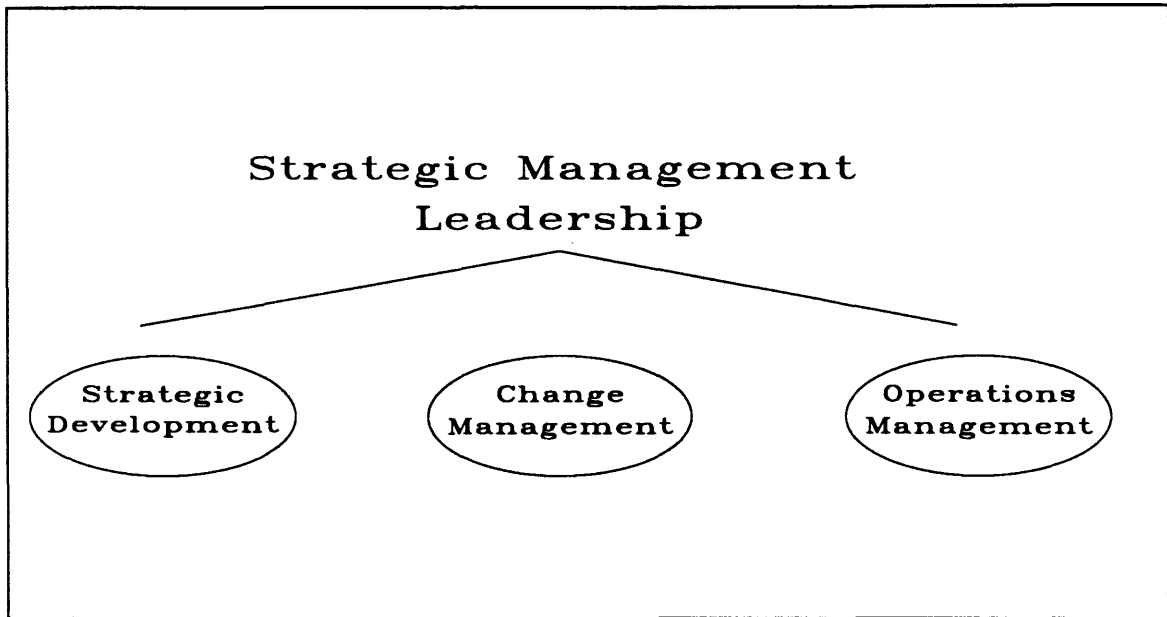 Strategic Management
Leadership
Strategic
Development
Change
Management
Operations
Management